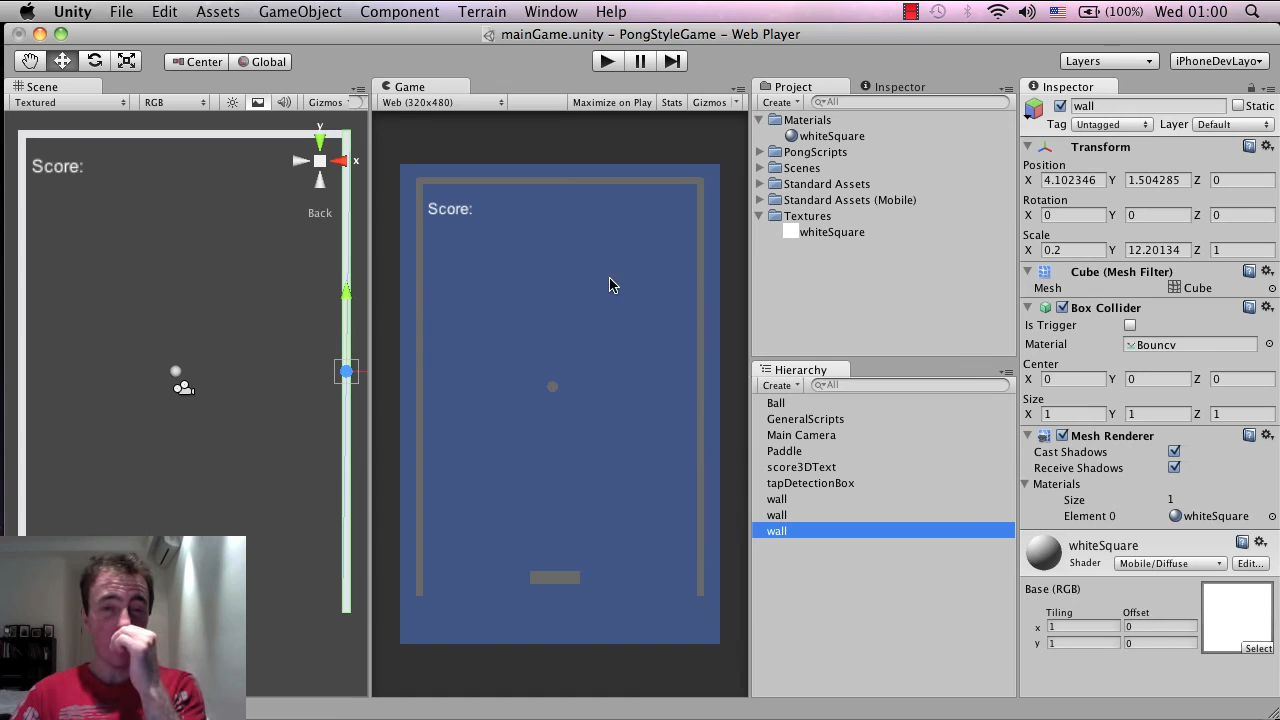 Unity File Edit Assets GameObject Component Terrain Window Help (100%) Wed 01:00
mainGame.unity - PongStyleGame - Web Player
Center Global Layers iPhoneDevLayo...
Scene Game Project Inspector Inspector
Textured RGB Gizmos Web (320x480) Maximize on Play Stats Gizmos Create All wall Static
Tag Untagged Layer Default
Materials
whiteSquare
PongScripts
Scenes
Standard Assets
Standard Assets (Mobile)
Textures
whiteSquare
y
x
Back
Score:
Score:
Transform
Position
X 4.102346 Y 1.504285 Z 0
Rotation
X 0 Y 0 Z 0
Scale
X 0.2 Y 12.20134 Z 1
Cube (Mesh Filter)
Mesh Cube
Box Collider
Is Trigger
Material Bouncy
Center
X 0 Y 0 Z 0
Size
X 1 Y 1 Z 1
Hierarchy
Create All
Ball
GeneralScripts
Main Camera
Paddle
score3DText
tapDetectionBox
wall
wall
wall
Mesh Renderer
Cast Shadows
Receive Shadows
Materials
Size 1
Element 0 whiteSquare
whiteSquare
Shader Mobile/Diffuse Edit...
Base (RGB)
Tiling Offset
x 1 0
y 1 0
Select